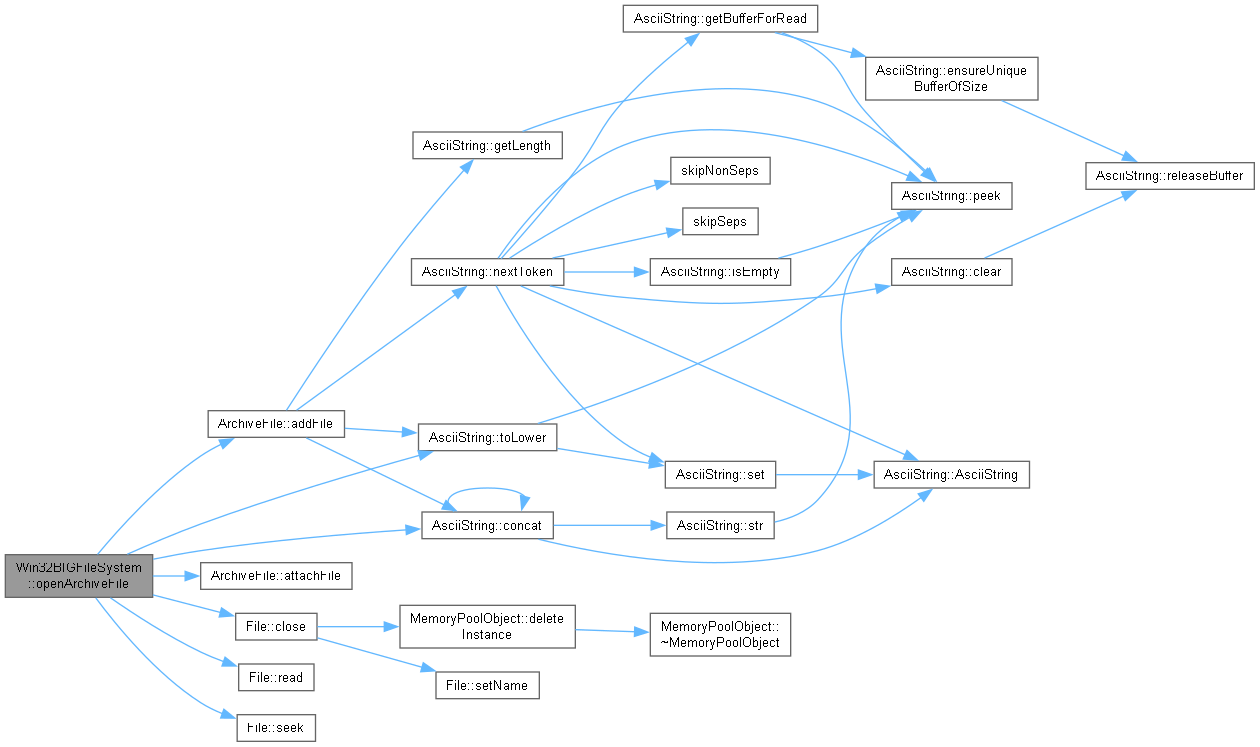 AsciiString::getBufferForRead
AsciiString::ensureUnique
BufferOfSize
AsciiString::getLength
skipNonSeps
AsciiString::releaseBuffer
AsciiString::peek
skipSeps
AsciiString::nextToken
AsciiString::isEmpty
AsciiString::clear
ArchiveFile::addFile
AsciiString::toLower
AsciiString::set
AsciiString::AsciiString
AsciiString::concat
AsciiString::str
Win32BIGFileSystem
::openArchiveFile
ArchiveFile::attachFile
File::close
MemoryPoolObject::delete
Instance
MemoryPoolObject::
~MemoryPoolObject
File::read
File::setName
File::seek